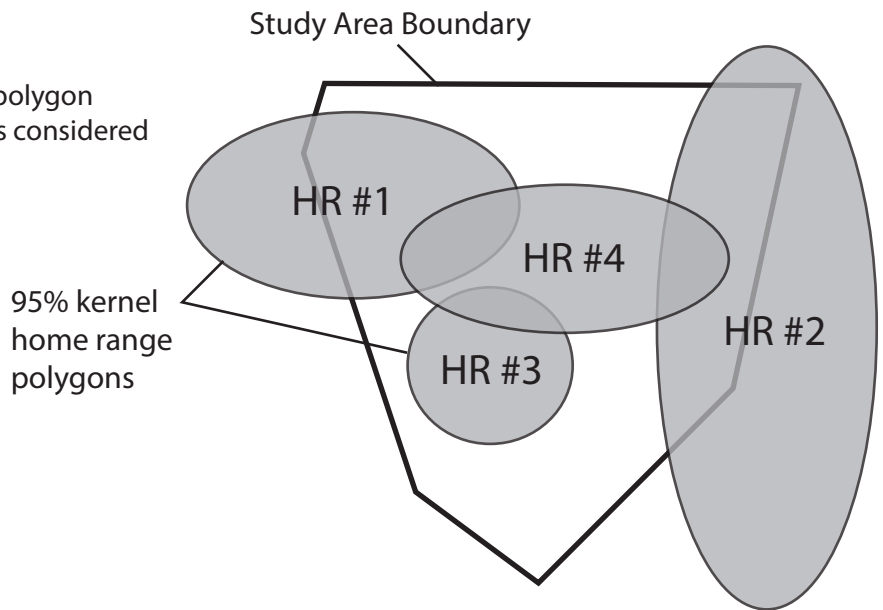 Study Area Boundary
polygon
s considered
HR #1
HR #4
95% kernel
home range
polygons
HR #2
HR #3